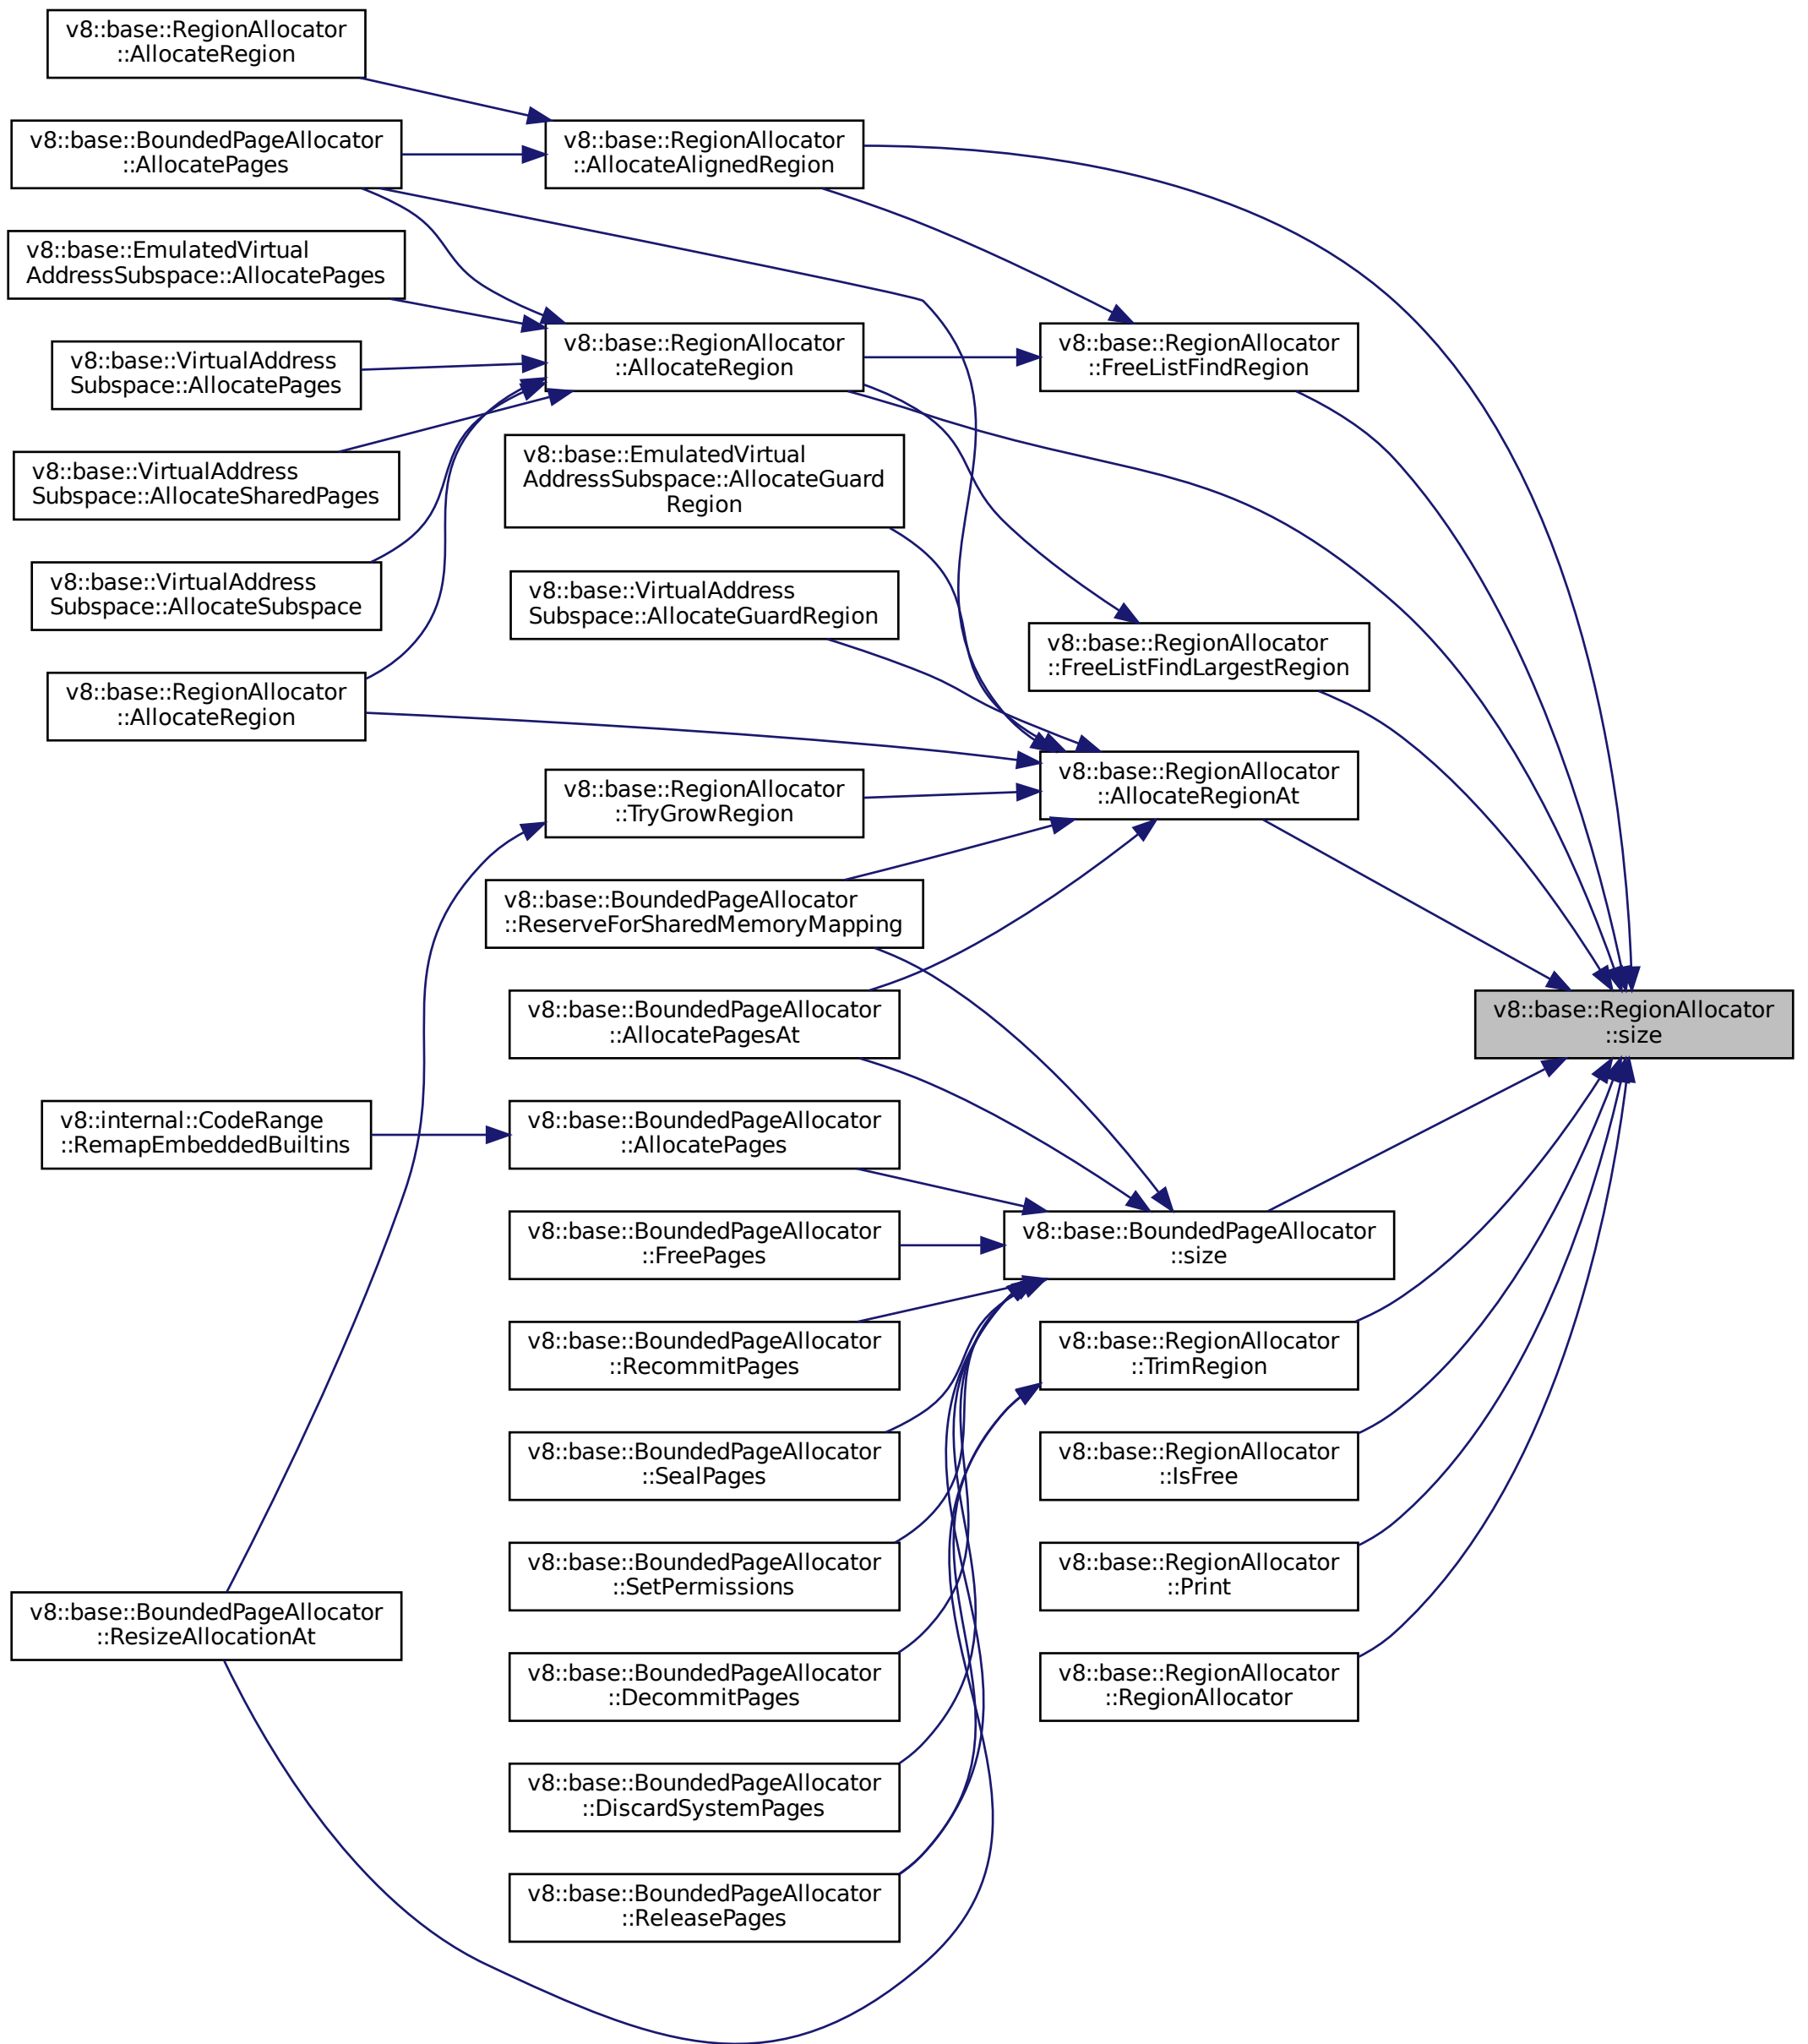 v8::base::RegionAllocator
::AllocateRegion
v8::base::BoundedPageAllocator
::AllocatePages
v8::base::EmulatedVirtual
AddressSubspace::AllocatePages
v8::base::VirtualAddress
Subspace::AllocatePages
v8::base::VirtualAddress
Subspace::AllocateSharedPages
v8::base::VirtualAddress
Subspace::AllocateSubspace
v8::base::RegionAllocator
::AllocateRegion
v8::internal::CodeRange
::RemapEmbeddedBuiltins
v8::base::BoundedPageAllocator
::ResizeAllocationAt
v8::base::RegionAllocator
::AllocateAlignedRegion
v8::base::RegionAllocator
::AllocateRegion
v8::base::EmulatedVirtual
AddressSubspace::AllocateGuard
Region
v8::base::VirtualAddress
Subspace::AllocateGuardRegion
v8::base::RegionAllocator
::TryGrowRegion
v8::base::BoundedPageAllocator
::ReserveForSharedMemoryMapping
v8::base::BoundedPageAllocator
::AllocatePagesAt
v8::base::BoundedPageAllocator
::AllocatePages
v8::base::BoundedPageAllocator
::FreePages
v8::base::BoundedPageAllocator
::RecommitPages
v8::base::BoundedPageAllocator
::SealPages
v8::base::BoundedPageAllocator
::SetPermissions
v8::base::BoundedPageAllocator
::DecommitPages
v8::base::BoundedPageAllocator
::DiscardSystemPages
v8::base::BoundedPageAllocator
::ReleasePages
v8::base::RegionAllocator
::FreeListFindRegion
v8::base::RegionAllocator
::FreeListFindLargestRegion
v8::base::RegionAllocator
::AllocateRegionAt
v8::base::BoundedPageAllocator
::size
v8::base::RegionAllocator
::TrimRegion
v8::base::RegionAllocator
::IsFree
v8::base::RegionAllocator
::Print
v8::base::RegionAllocator
::RegionAllocator
v8::base::RegionAllocator
::size